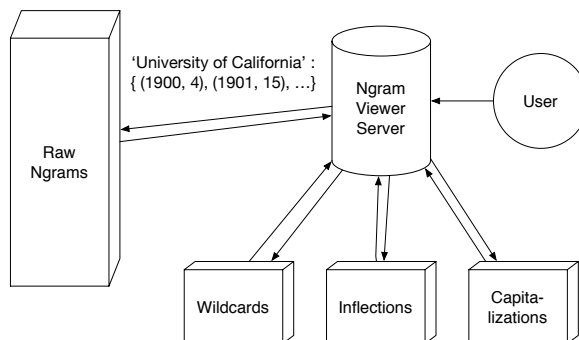 'University of California' :
{ (1900, 4), (1901, 15), ...}
Ngram
Viewer
Server
User
Raw
Ngrams
Wildcards
Inflections
Capita-
lizations